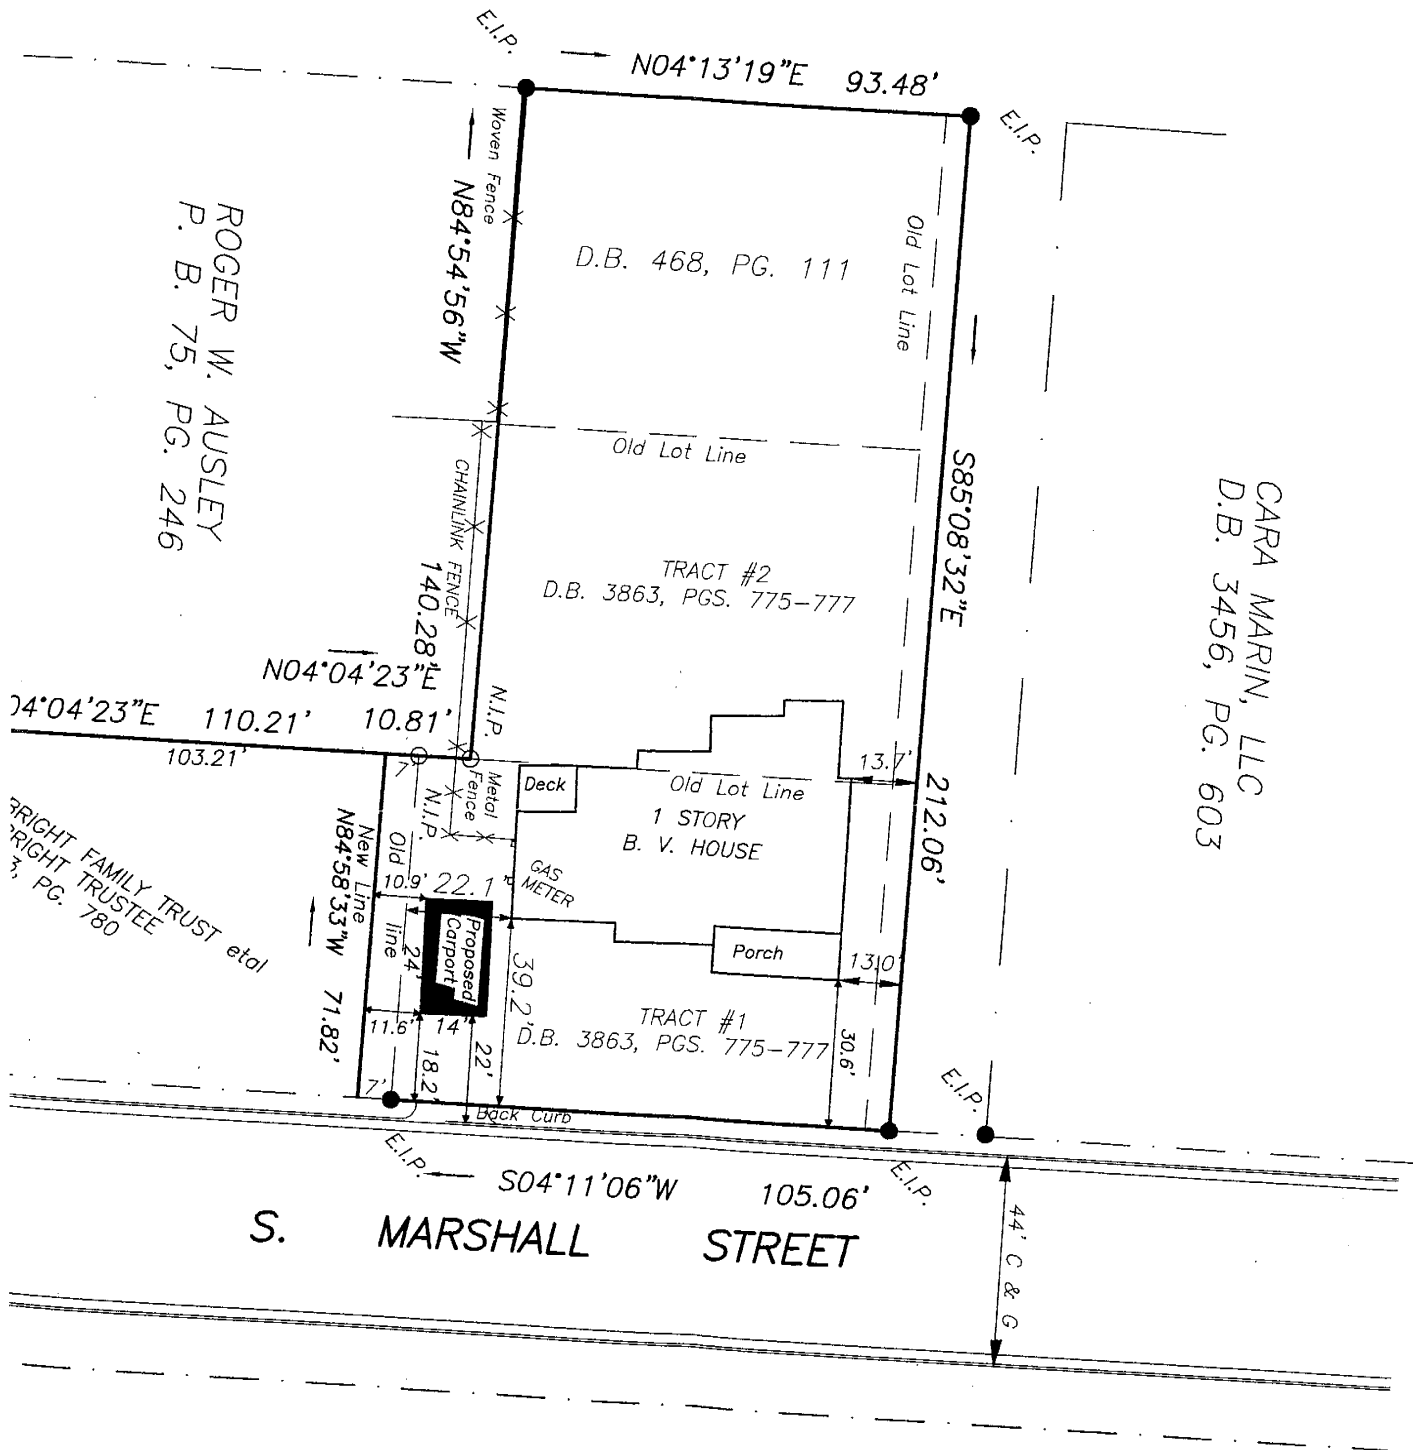 E.I.P.
N04°13'19"E 93.48'
E.I.P.
Woven Fence
N84°54'56"W
ROGER W. AUSLEY
P. B. 75, PG. 246
D.B. 468, PG. 111
Old Lot Line
Old Lot Line
CHAINLINK FENCE
140.28'
S85°08'32"E
CARA MARIN, LLC
D.B. 3456, PG. 603
TRACT #2
D.B. 3863, PGS. 775-777
N04°04'23"E
04°04'23"E 110.21' 10.81'
103.21'
7'
N.I.P.
N.I.P.
Metal
Fence
Deck
Old Lot Line
13.7'
212.06'
1 STORY
B. V. HOUSE
GAS
METER
New Line
N84°58'33"W 71.82'
Old line
10.9' 22.1'
BRIGHT FAMILY TRUST etal
RIGHT TRUSTEE
3, PG. 780
Proposed
Carport
24'
39.2'
Porch
13.0'
11.6' 14'
18.2'
22'
TRACT #1
D.B. 3863, PGS. 775-777
30.6'
7'
Back Curb
E.I.P.
E.I.P.
E.I.P.
S04°11'06"W 105.06'
S. MARSHALL STREET
44' C & G